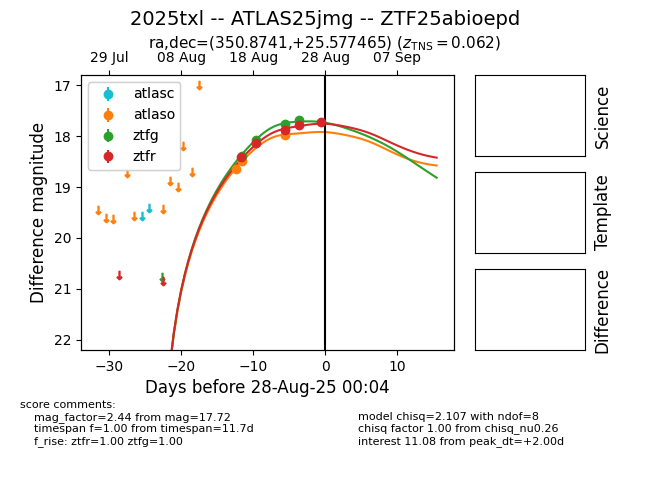 2025txl -- ATLAS25jmg -- ZTF25abioepd
ra,dec=(350.8741,+25.577465) (z_TNS = 0.062)
29 Jul 08 Aug 18 Aug 28 Aug 07 Sep
atlasc
atlaso
ztfg
ztfr
17
18
19
20
21
22
Difference magnitude
−30 −20 −10 0 10
Days before 28-Aug-25 00:04
Science
Template
Difference
score comments:
mag_factor=2.44 from mag=17.72
timespan f=1.00 from timespan=11.7d
f_rise: ztfr=1.00 ztfg=1.00
model chisq=2.107 with ndof=8
chisq factor 1.00 from chisq_nu0.26
interest 11.08 from peak_dt=+2.00d